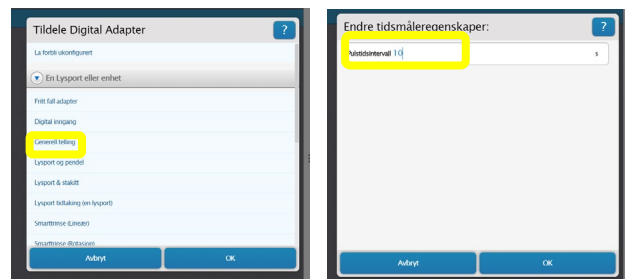 Tildele Digital Adapter
?
La forbli ukonfigurert
En Lysport eller enhet
Fritt fall adapter
Digital inngang
Generell telling
Lysport og pendel
Lysport & stakitt
Lysport tidtaking (en lysport)
Smarttrinse (Lineær)
Smarttrinse (Rotasjon)
Avbryt
OK
Endre tidsmåleregenskaper:
?
Pulstidsintervall 10
s
Avbryt
OK